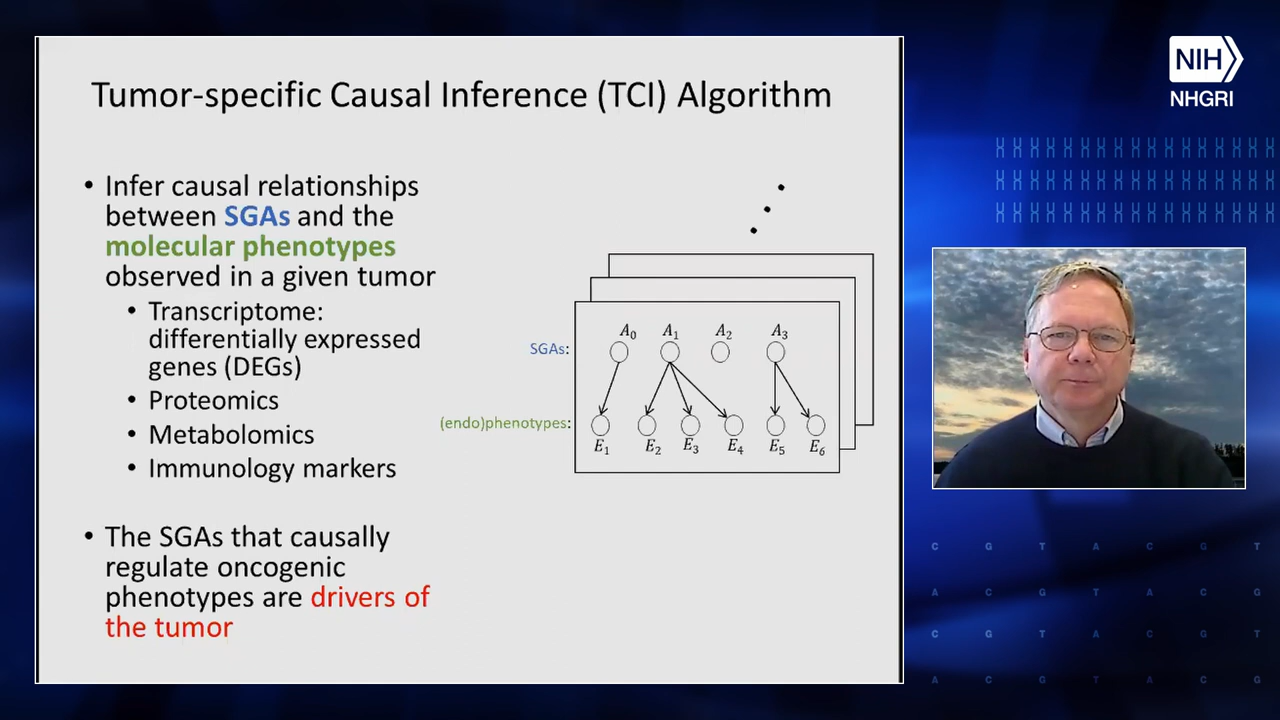 Tumor-specific Causal Inference (TCI) Algorithm
• Infer causal relationships
between SGAs and the
molecular phenotypes
observed in a given tumor
• Transcriptome:
differentially expressed
genes (DEGs)
• Proteomics
• Metabolomics
• Immunology markers
• The SGAs that causally
regulate oncogenic
phenotypes are drivers of
the tumor
A₀ A₁ A₂ A₃
SGAs:
(endo)phenotypes:
E₁ E₂ E₃ E₄ E₅ E₆
NIH
NHGRI
C G T A C G T
A C G T A C G
C G T A C G T
A C G T A C G